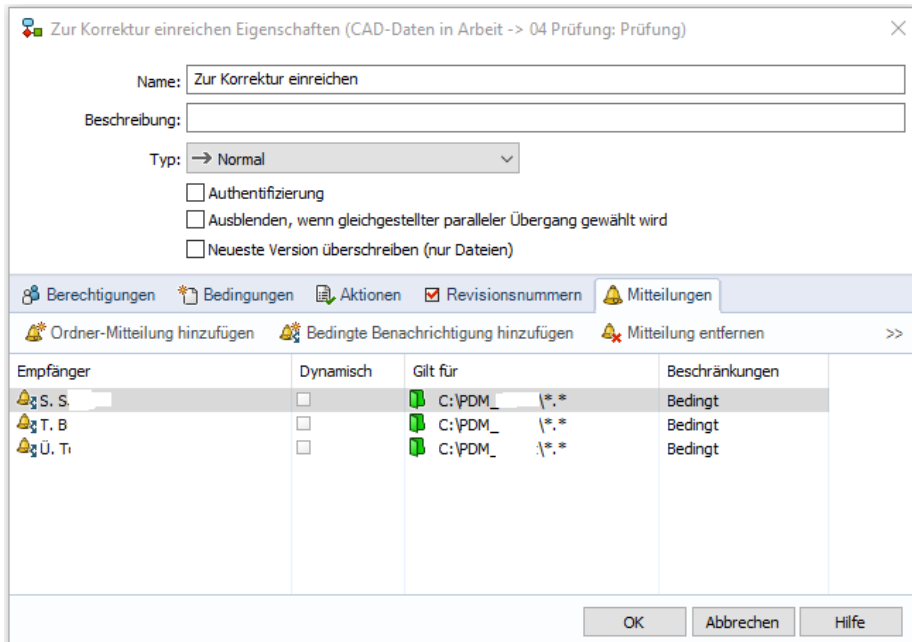 Zur Korrektur einreichen Eigenschaften (CAD-Daten in Arbeit -> 04 Prüfung: Prüfung)
Name: Zur Korrektur einreichen
Beschreibung:
Typ: Normal
Authentifizierung
Ausblenden, wenn gleichgestellter paralleler Übergang gewählt wird
Neueste Version überschreiben (nur Dateien)
Berechtigungen Bedingungen Aktionen Revisionsnummern Mitteilungen
Ordner-Mitteilung hinzufügen Bedingte Benachrichtigung hinzufügen Mitteilung entfernen >>
Empfänger Dynamisch Gilt für Beschränkungen
S. S. C:\PDM_ \*.* Bedingt
T. B C:\PDM_ \*.* Bedingt
Ü. C:\PDM_ \*.* Bedingt
OK Abbrechen Hilfe